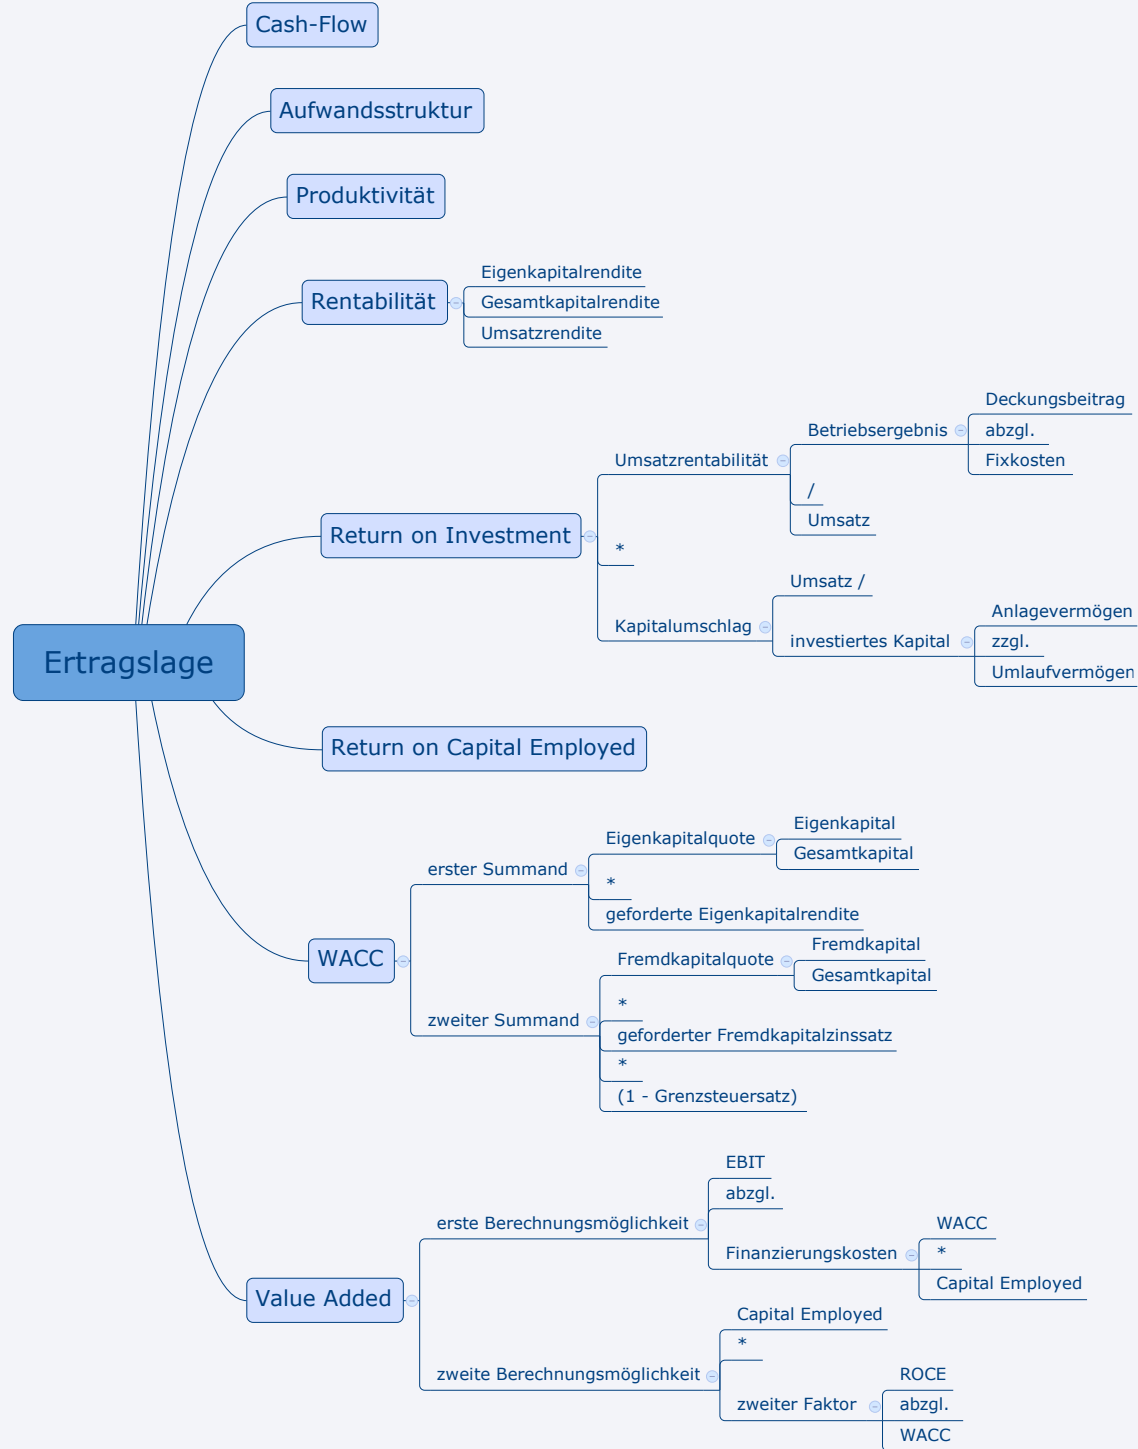 Cash-Flow
Aufwandsstruktur
Produktivität
Eigenkapitalrendite
Rentabilität
Gesamtkapitalrendite
Umsatzrendite
Deckungsbeitrag
Betriebsergebnis
abzgl.
Umsatzrentabilität
Fixkosten
/
Umsatz
Return on Investment
*
Umsatz /
Kapitalumschlag
Anlagevermögen
investiertes Kapital
zzgl.
Umlaufvermögen
Ertragslage
Return on Capital Employed
Eigenkapital
Eigenkapitalquote
Gesamtkapital
erster Summand
*
geforderte Eigenkapitalrendite
WACC
Fremdkapital
Fremdkapitalquote
Gesamtkapital
*
zweiter Summand
geforderter Fremdkapitalzinssatz
*
(1 - Grenzsteuersatz)
EBIT
abzgl.
erste Berechnungsmöglichkeit
WACC
Finanzierungskosten
*
Capital Employed
Value Added
Capital Employed
*
zweite Berechnungsmöglichkeit
ROCE
zweiter Faktor
abzgl.
WACC